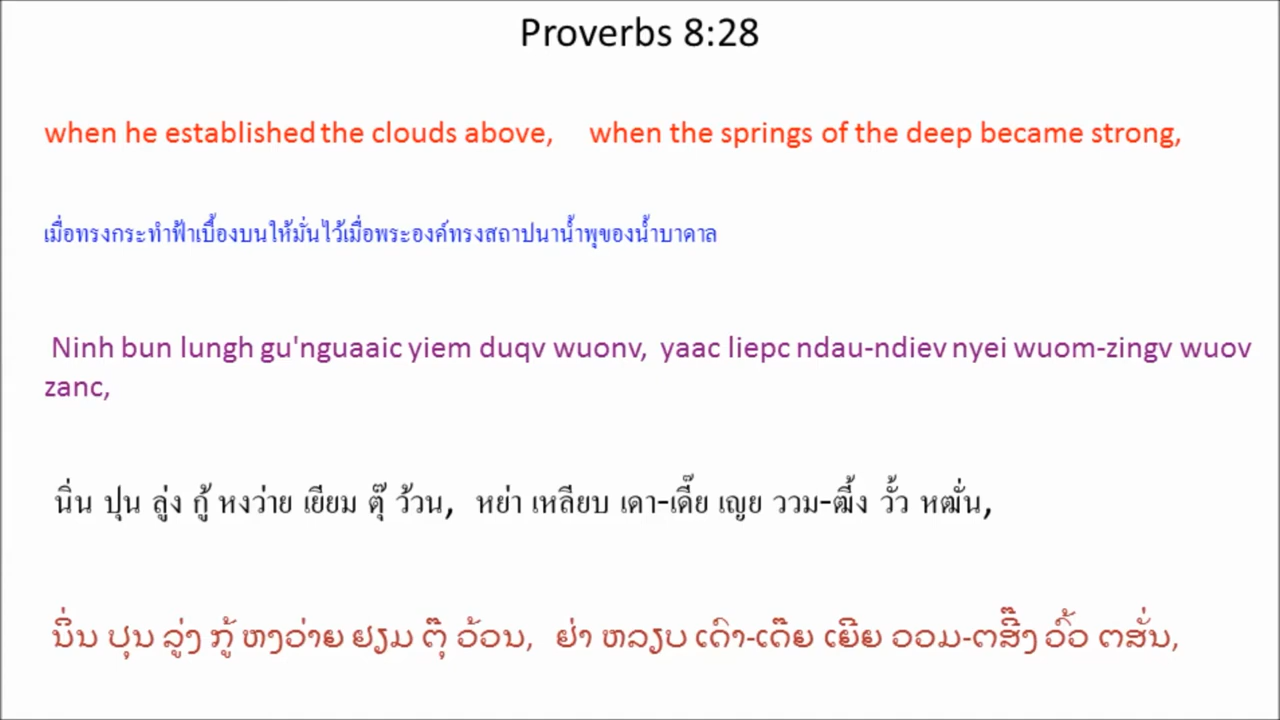 Proverbs 8:28
when he established the clouds above, when the springs of the deep became strong,
เมื่อทรงกระทำฟ้าเบื้องบนให้มั่นไว้เมื่อพระองค์ทรงสถาปนาน้ำพุของน้ำบาดาล
Ninh bun lungh gu'nguaaic yiem duqv wuonv, yaac liepc ndau-ndiev nyei wuom-zingv wuov
zanc,
นิ่น ปุน ลู่ง กู้ หงว่าย เยียม ตุ๊ ว้วน, หย่า เหลียบ เดา-เดี๊ย เญย ววม-ฒี้ง วั้ว หฒั่น,
ນິ່ນ ປຸນ ລູ່ງ ກູ້ ຫງວ່າຍ ຢຽມ ຕຸ໊ ວ້ວນ, ຢ່າ ຫລຽບ ເດົາ-ເດ໊ຍ ເຍີຍ ວວມ-ຕສີ໊ງ ວົ້ວ ຕສັ່ນ,